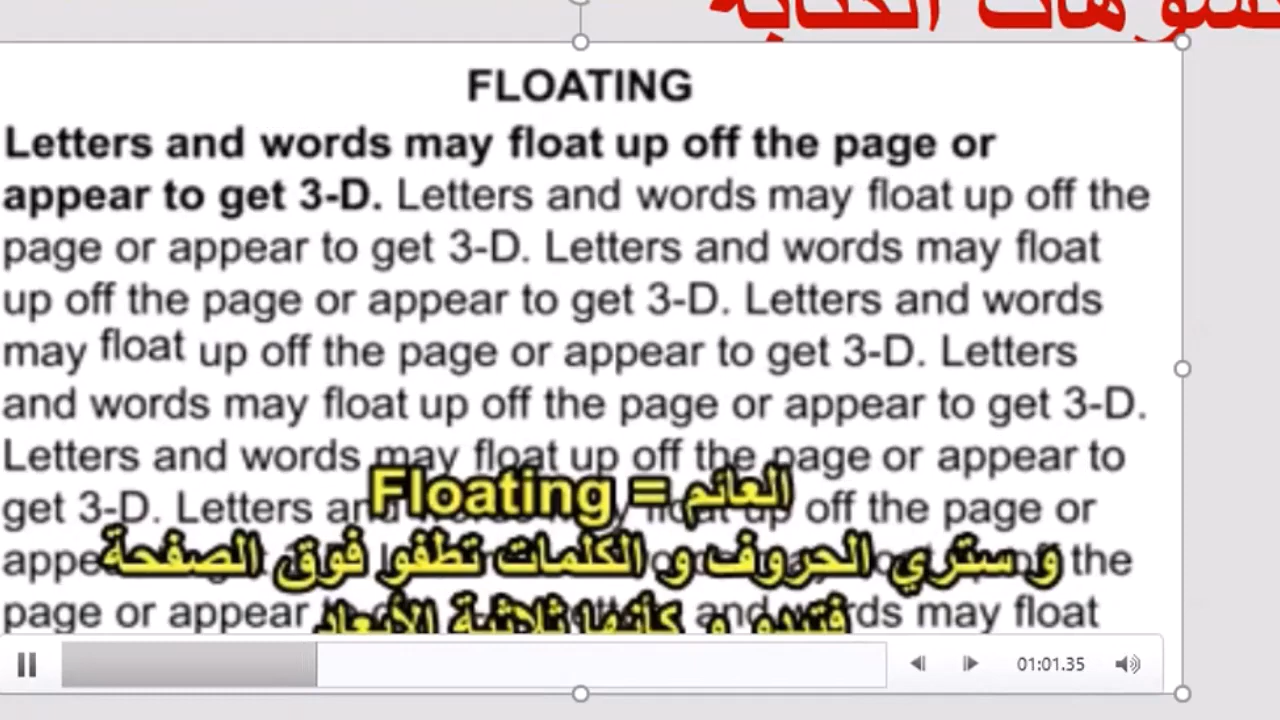 الكتابة
FLOATING
Letters and words may float up off the page or
appear to get 3-D. Letters and words may float up off the
page or appear to get 3-D. Letters and words may float
up off the page or appear to get 3-D. Letters and words
may float up off the page or appear to get 3-D. Letters
and words may float up off the page or appear to get 3-D.
Letters and words may float up off the page or appear to
get 3-D. Letters off the page or
Floating = العائم
the
و ستري الحروف و الكلمات تطفو فوق الصفحة
page or appear and words may float
فتبدو و كأنها ثلاثية الأبعاد
01:01.35